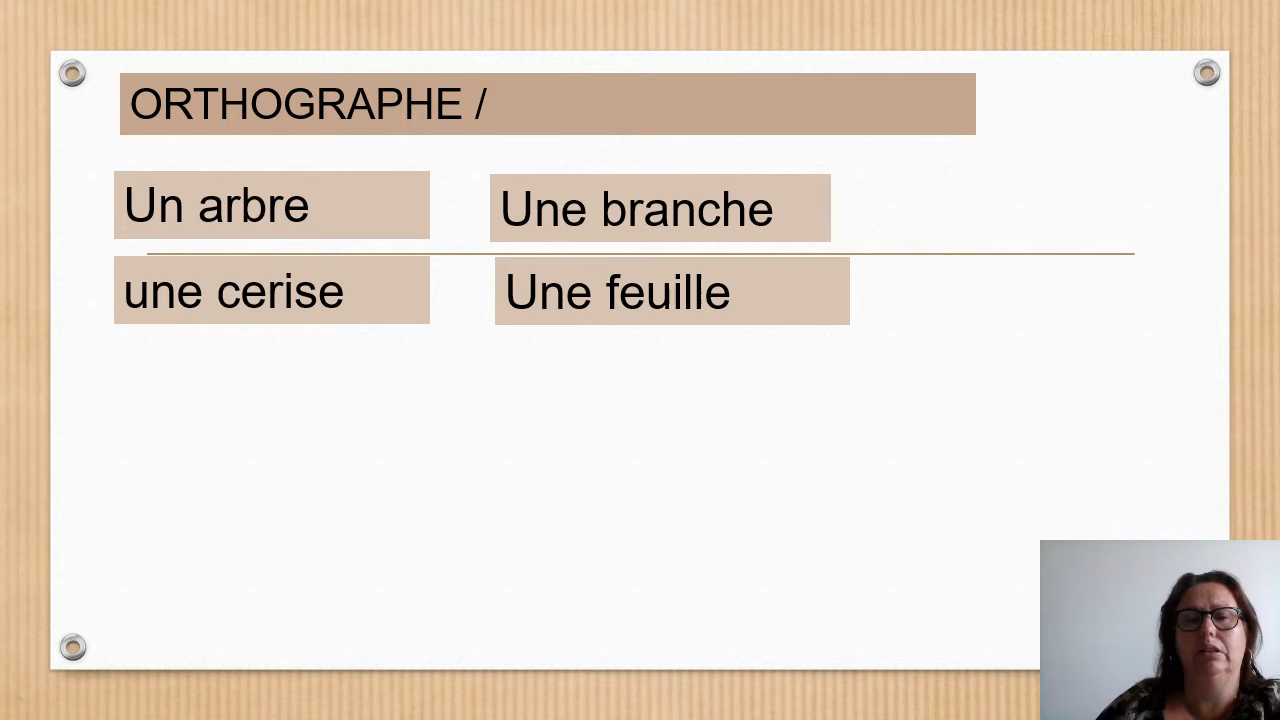 ORTHOGRAPHE /
Un arbre
Une branche
une cerise
Une feuille